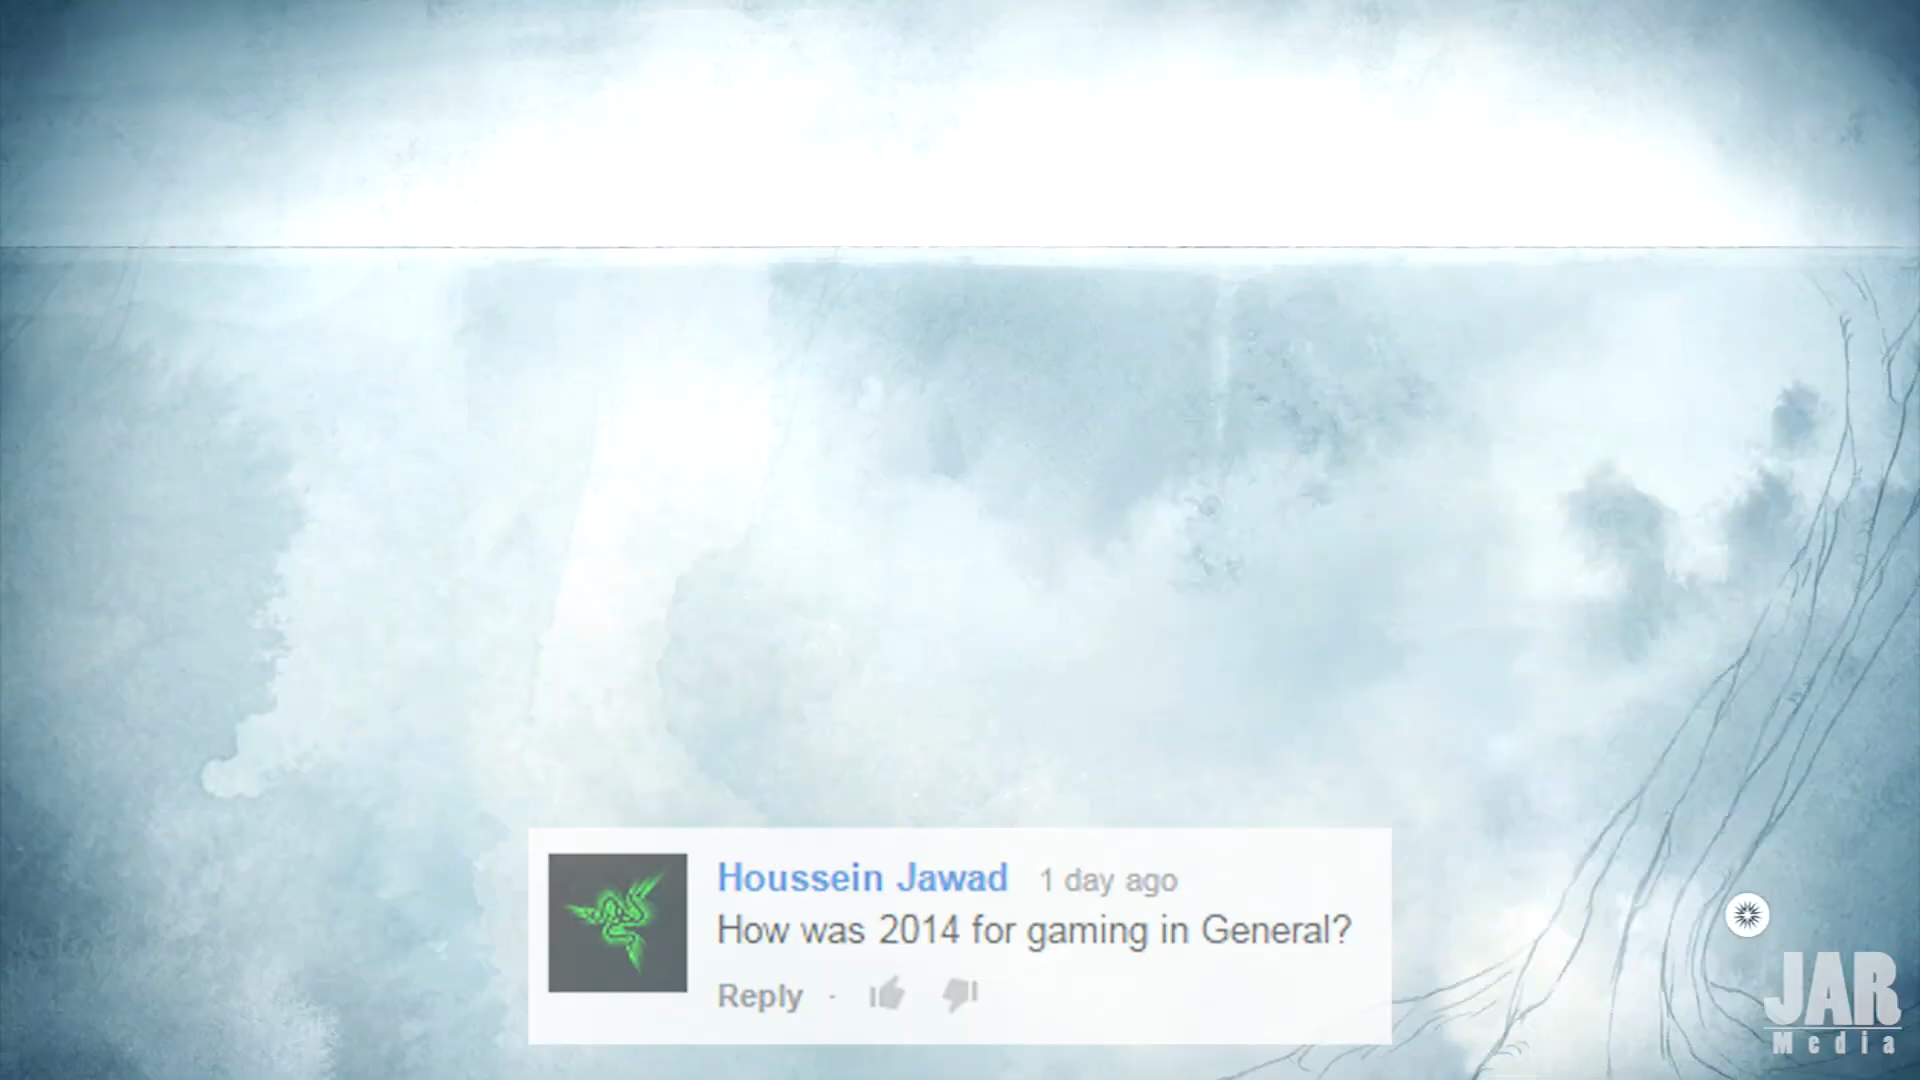 Houssein Jawad 1 day ago
How was 2014 for gaming in General?
Reply ·
JAR
Media